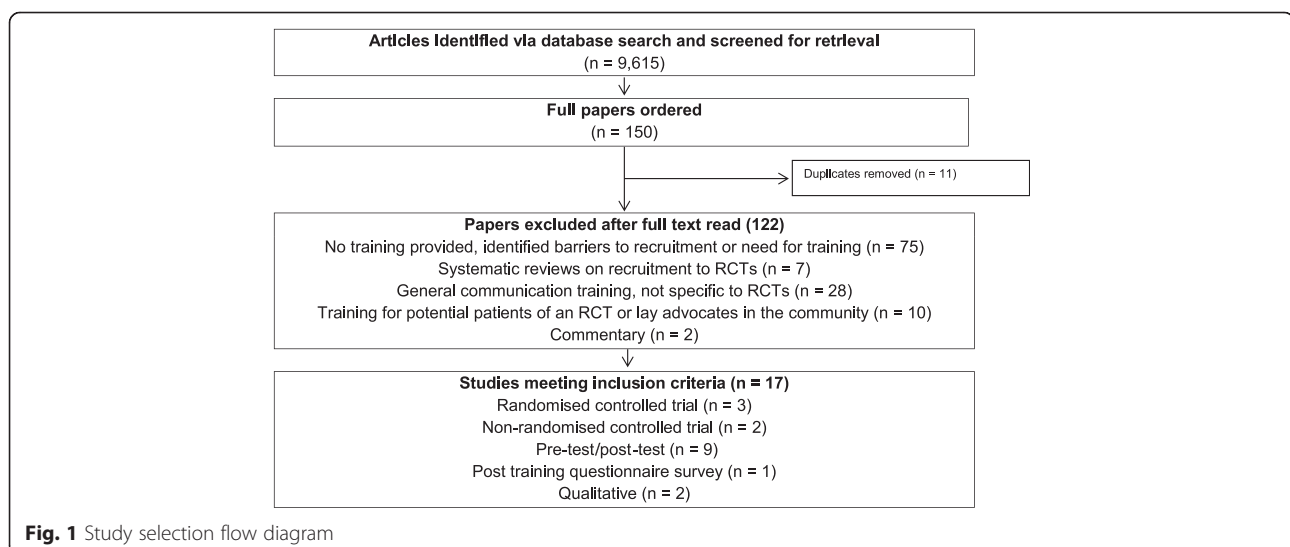 Articles identified via database search and screened for retrieval
(n = 9,615)
Full papers ordered
(n = 150)
Duplicates removed (n = 11)
Papers excluded after full text read (122)
No training provided, identified barriers to recruitment or need for training (n = 75)
Systematic reviews on recruitment to RCTs (n = 7)
General communication training, not specific to RCTs (n = 28)
Training for potential patients of an RCT or lay advocates in the community (n = 10)
Commentary (n = 2)
Studies meeting inclusion criteria (n = 17)
Randomised controlled trial (n = 3)
Non-randomised controlled trial (n = 2)
Pre-test/post-test (n = 9)
Post training questionnaire survey (n = 1)
Qualitative (n = 2)
Fig. 1 Study selection flow diagram